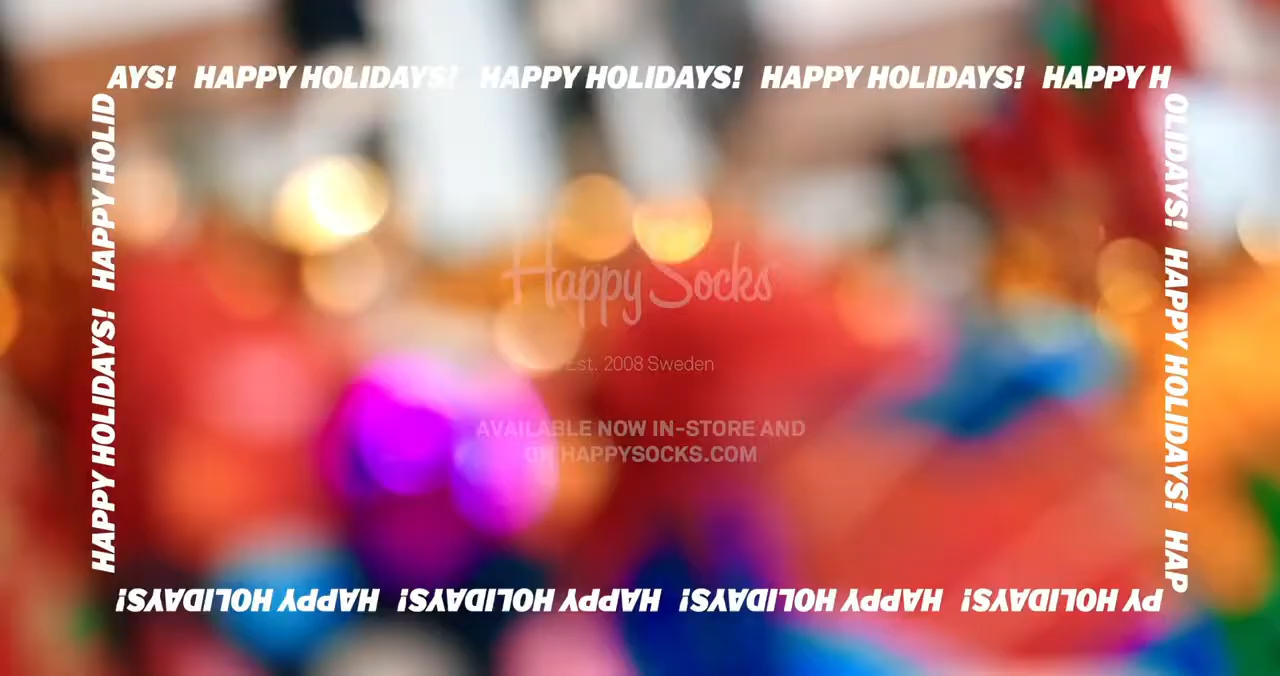 AYS! HAPPY HOLIDAYS! HAPPY HOLIDAYS! HAPPY HOLIDAYS! HAPPY H
OLIDAYS! HAPPY HOLIDAYS! HAP
PY HOLIDAYS! HAPPY HOLIDAYS! HAPPY HOLIDAYS! HAPPY HOLIDAYS!
HAPPY HOLIDAYS! HAPPY HOLID
Happy Socks
Est. 2008 Sweden
AVAILABLE NOW IN-STORE AND
ON HAPPYSOCKS.COM